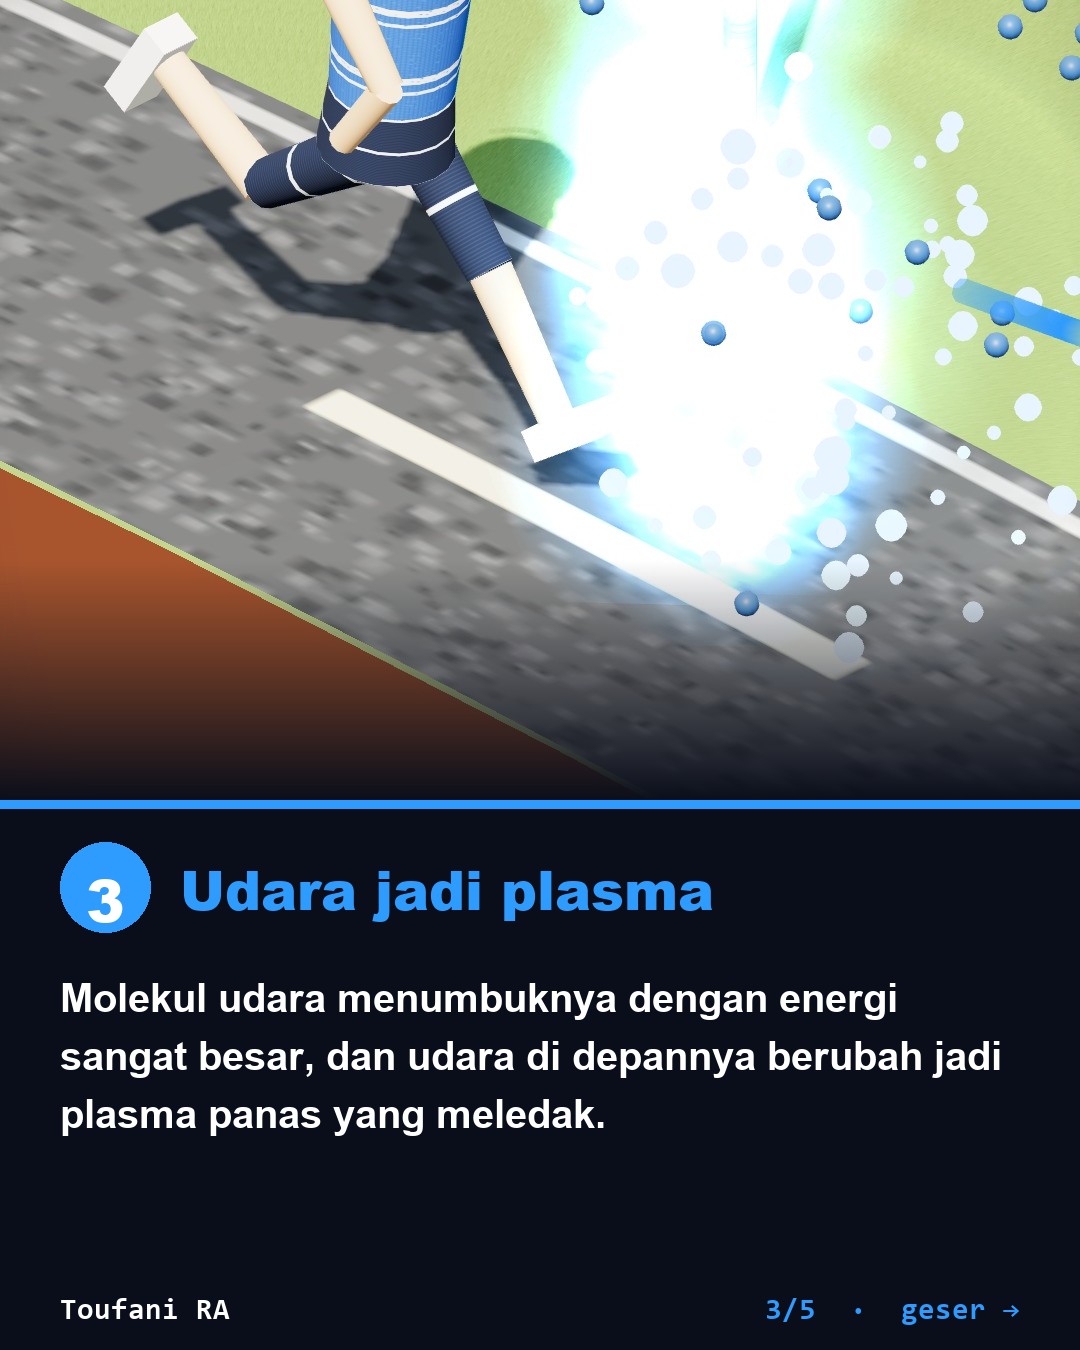 3 Udara jadi plasma
Molekul udara menumbuknya dengan energi
sangat besar, dan udara di depannya berubah jadi
plasma panas yang meledak.
Toufani RA 3/5 · geser →